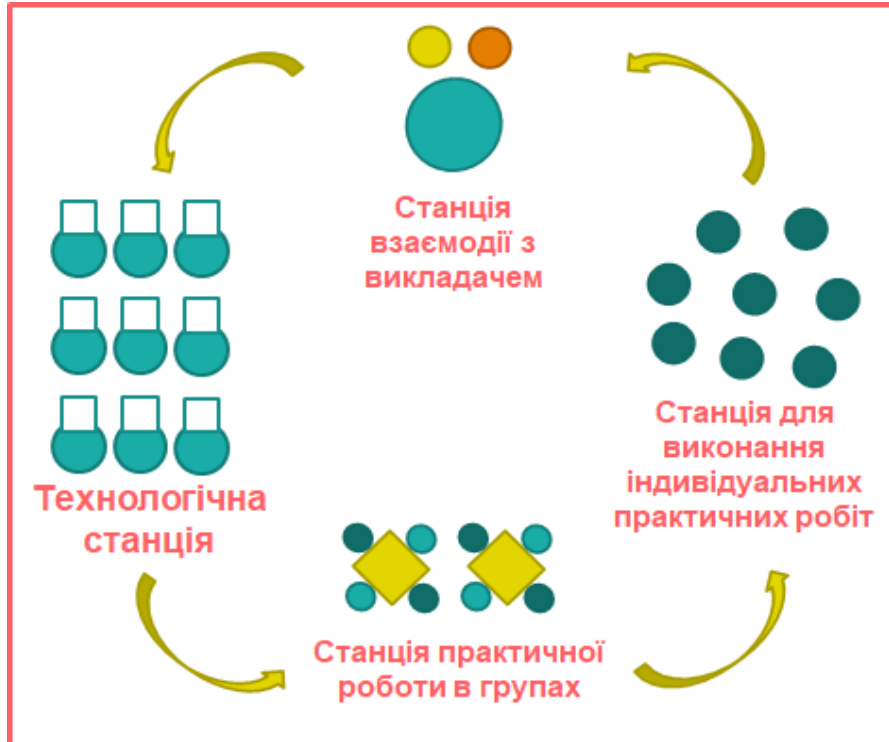 Станція
взаємодії з
викладачем
Технологічна
станція
Станція для
виконання
індивідуальних
практичних робіт
Станція практичної
роботи в групах